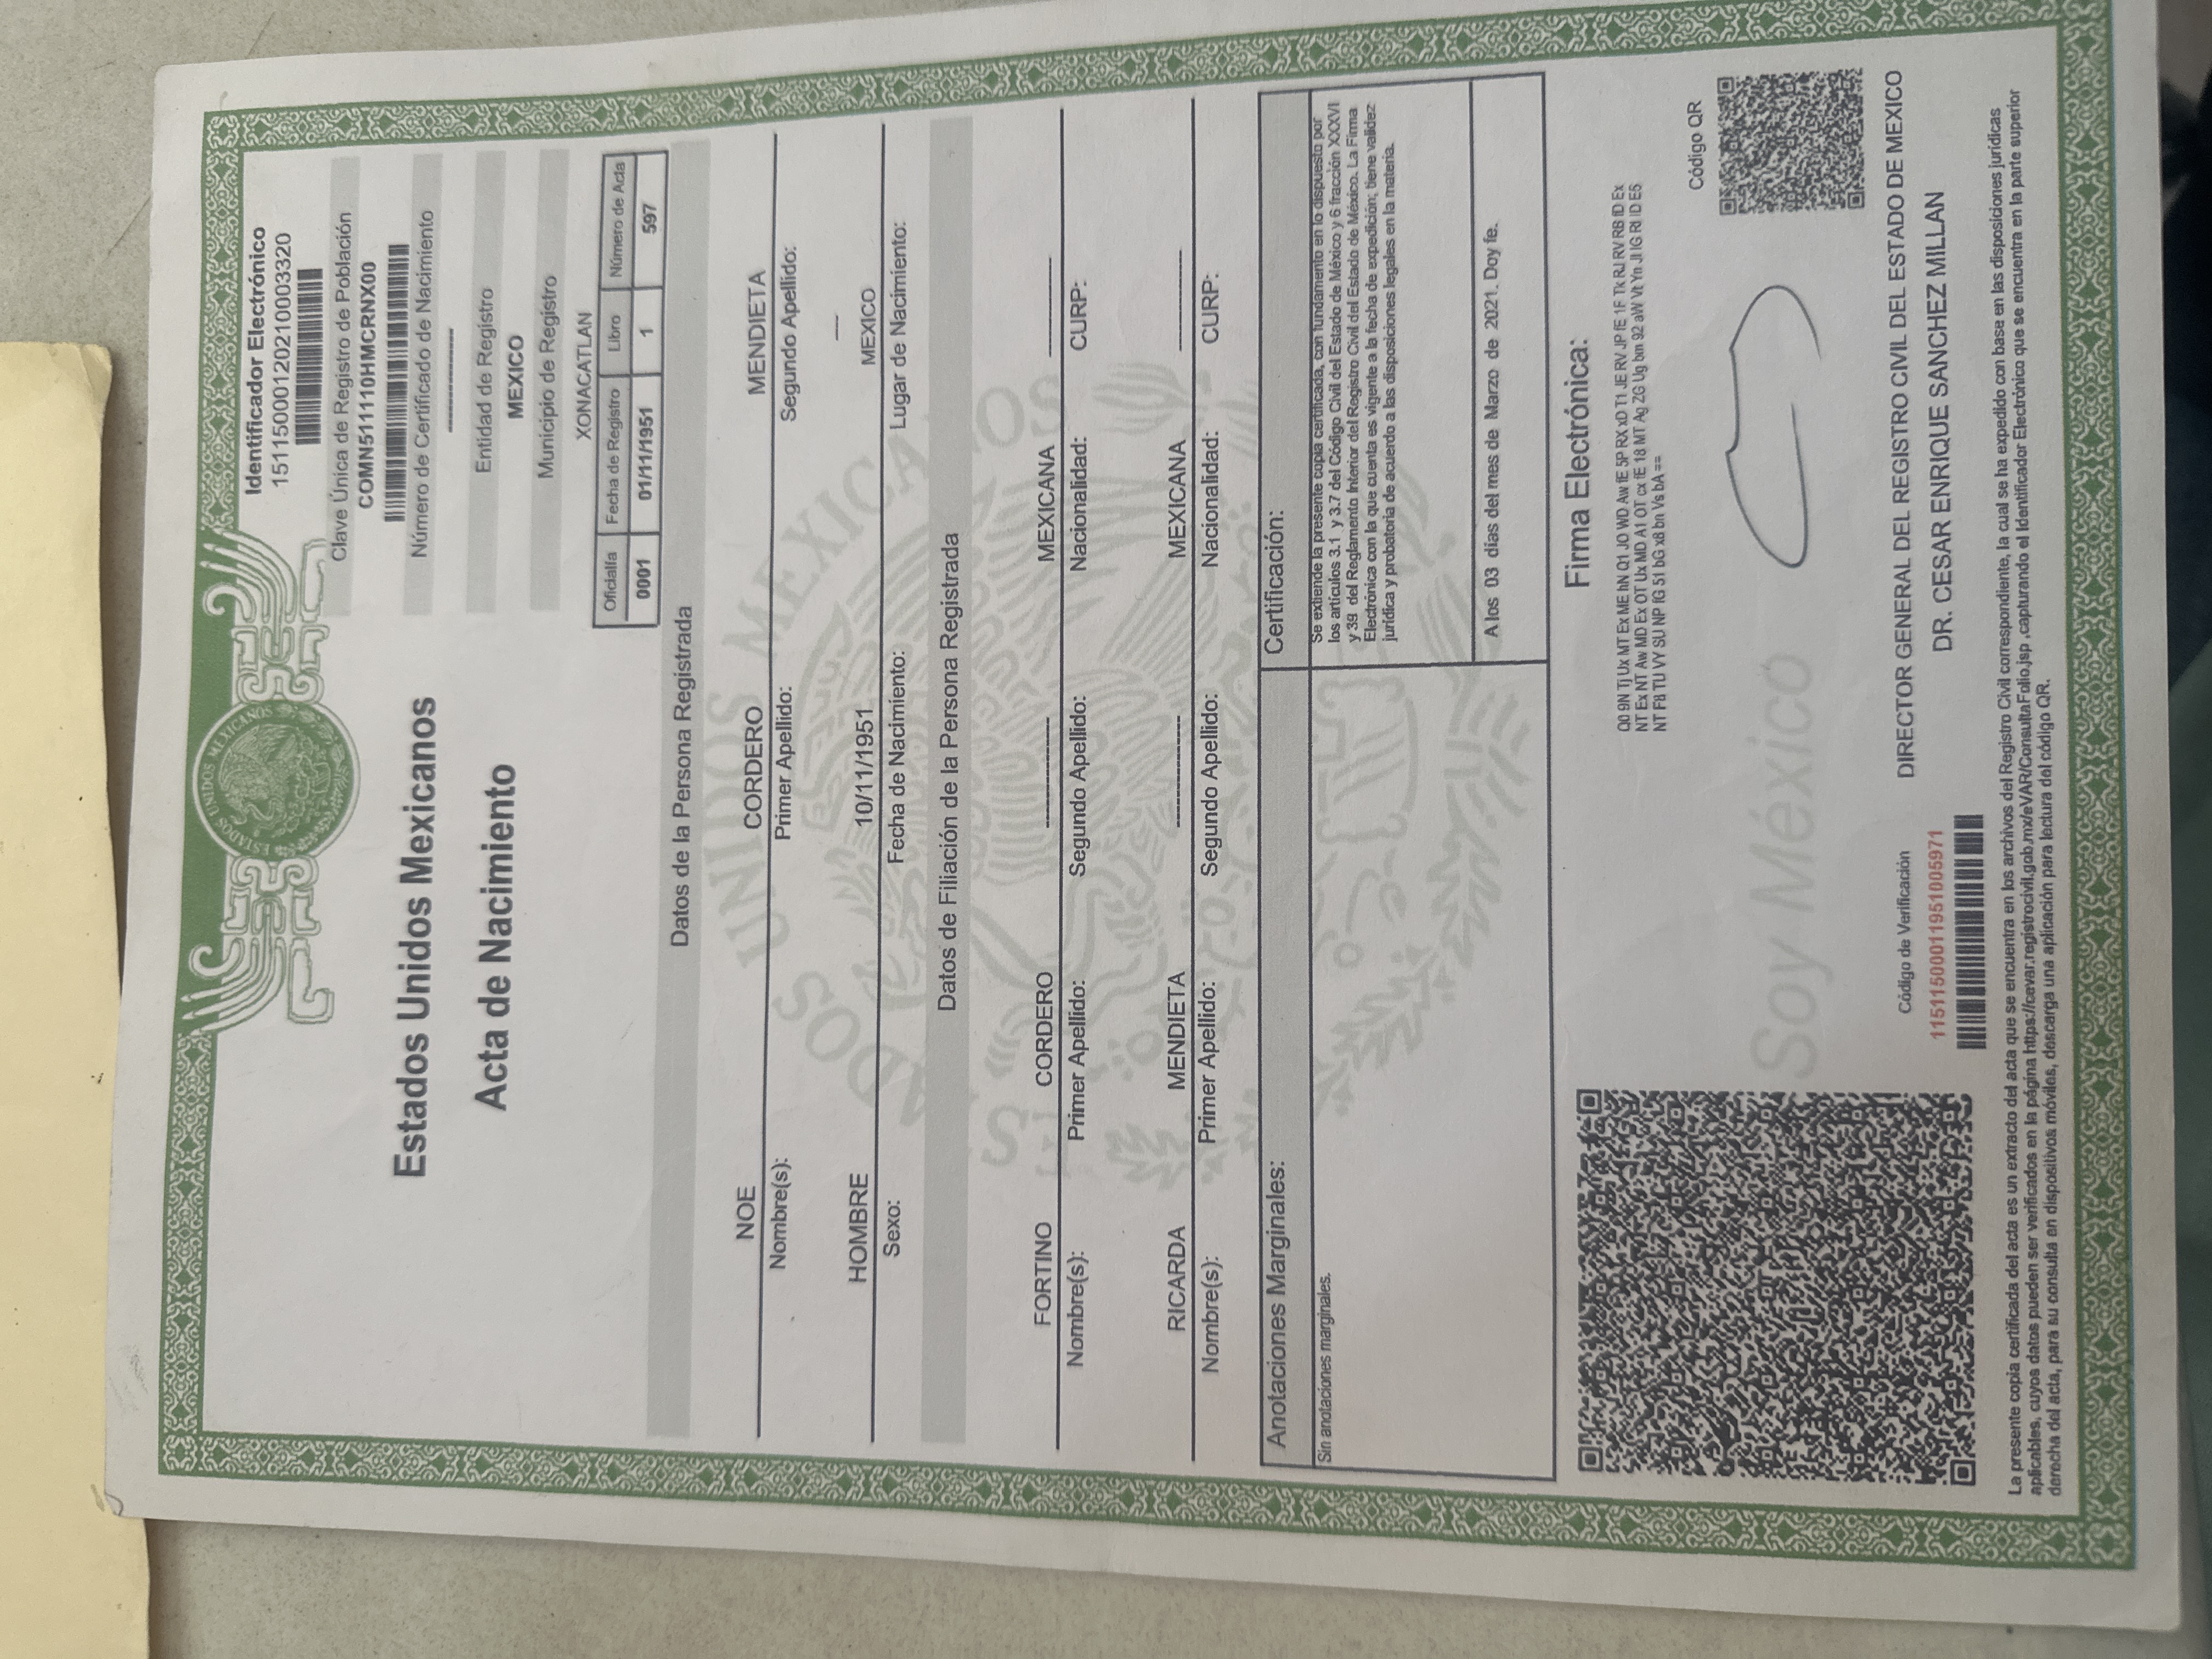 ESTADOS UNIDOS MEXICANOS
Identificador Electrónico
15115000120210003320
Clave Única de Registro de Población
COMN511110HMCRNX00
Número de Certificado de Nacimiento
Estados Unidos Mexicanos
Acta de Nacimiento
Entidad de Registro
MEXICO
Municipio de Registro
XONACATLAN
Oficialía Fecha de Registro Libro Número de Acta
0001 01/11/1951 1 597
Datos de la Persona Registrada
NOE CORDERO MENDIETA
Nombre(s): Primer Apellido: Segundo Apellido:
HOMBRE 10/11/1951 MEXICO
Sexo: Fecha de Nacimiento: Lugar de Nacimiento:
Datos de Filiación de la Persona Registrada
FORTINO CORDERO ---------- MEXICANA ----------
Nombre(s): Primer Apellido: Segundo Apellido: Nacionalidad: CURP:
RICARDA MENDIETA ---------- MEXICANA ----------
Nombre(s): Primer Apellido: Segundo Apellido: Nacionalidad: CURP:
Anotaciones Marginales: Certificación:
Sin anotaciones marginales.
Se extiende la presente copia certificada, con fundamento en lo dispuesto por
los artículos 3.1 y 3.7 del Código Civil del Estado de México y 6 fracción XXXVI
y 39 del Reglamento Interior del Registro Civil del Estado de México. La Firma
Electrónica con la que cuenta es vigente a la fecha de expedición; tiene validez
jurídica y probatoria de acuerdo a las disposiciones legales en la materia.
A los 03 días del mes de Marzo de 2021. Doy fe.
Firma Electrónica:
Código QR
Soy México
Código de Verificación
11511500011951005971
DIRECTOR GENERAL DEL REGISTRO CIVIL DEL ESTADO DE MEXICO
DR. CESAR ENRIQUE SANCHEZ MILLAN
La presente copia certificada del acta es un extracto del acta que se encuentra en los archivos del Registro Civil correspondiente, la cual se ha expedido con base en las disposiciones jurídicas
aplicables, cuyos datos pueden ser verificados en la página https://cevar.registrocivil.gob.mx/eVAR/ConsultaFolio.jsp ,capturando el Identificador Electrónico que se encuentra en la parte superior
derecha del acta, para su consulta en dispositivos móviles, descarga una aplicación para lectura del código QR.